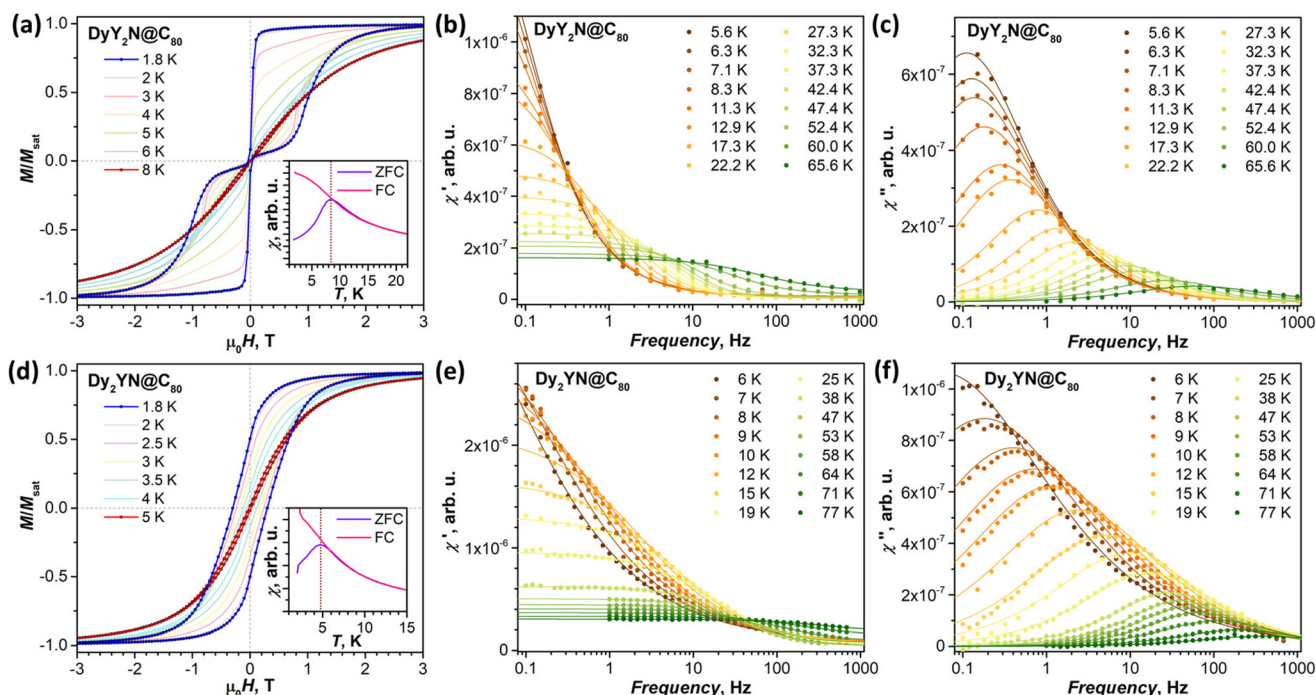 (a)
DyY₂N@C₈₀
1.8 K
2 K
3 K
4 K
5 K
6 K
8 K
M/Msat
1.0
0.5
0.0
-0.5
-1.0
-3 -2 -1 0 1 2 3
μ₀H, T
χ, arb. u.
ZFC
FC
5 10 15 20
T, K
(b)
DyY₂N@C₈₀
5.6 K 27.3 K
6.3 K 32.3 K
7.1 K 37.3 K
8.3 K 42.4 K
11.3 K 47.4 K
12.9 K 52.4 K
17.3 K 60.0 K
22.2 K 65.6 K
χ', arb. u.
1x10⁻⁶
8x10⁻⁷
6x10⁻⁷
4x10⁻⁷
2x10⁻⁷
0
0.1 1 10 100 1000
Frequency, Hz
(c)
DyY₂N@C₈₀
5.6 K 27.3 K
6.3 K 32.3 K
7.1 K 37.3 K
8.3 K 42.4 K
11.3 K 47.4 K
12.9 K 52.4 K
17.3 K 60.0 K
22.2 K 65.6 K
χ", arb. u.
6x10⁻⁷
4x10⁻⁷
2x10⁻⁷
0
0.1 1 10 100 1000
Frequency, Hz
(d)
Dy₂YN@C₈₀
1.8 K
2 K
2.5 K
3 K
3.5 K
4 K
5 K
M/Msat
1.0
0.5
0.0
-0.5
-1.0
-3 -2 -1 0 1 2 3
μ₀H, T
χ, arb. u.
ZFC
FC
5 10 15
T, K
(e)
Dy₂YN@C₈₀
6 K 25 K
7 K 38 K
8 K 47 K
9 K 53 K
10 K 58 K
12 K 64 K
15 K 71 K
19 K 77 K
χ', arb. u.
2x10⁻⁶
1x10⁻⁶
0
0.1 1 10 100 1000
Frequency, Hz
(f)
Dy₂YN@C₈₀
6 K 25 K
7 K 38 K
8 K 47 K
9 K 53 K
10 K 58 K
12 K 64 K
15 K 71 K
19 K 77 K
χ", arb. u.
1x10⁻⁶
8x10⁻⁷
6x10⁻⁷
4x10⁻⁷
2x10⁻⁷
0
0.1 1 10 100 1000
Frequency, Hz